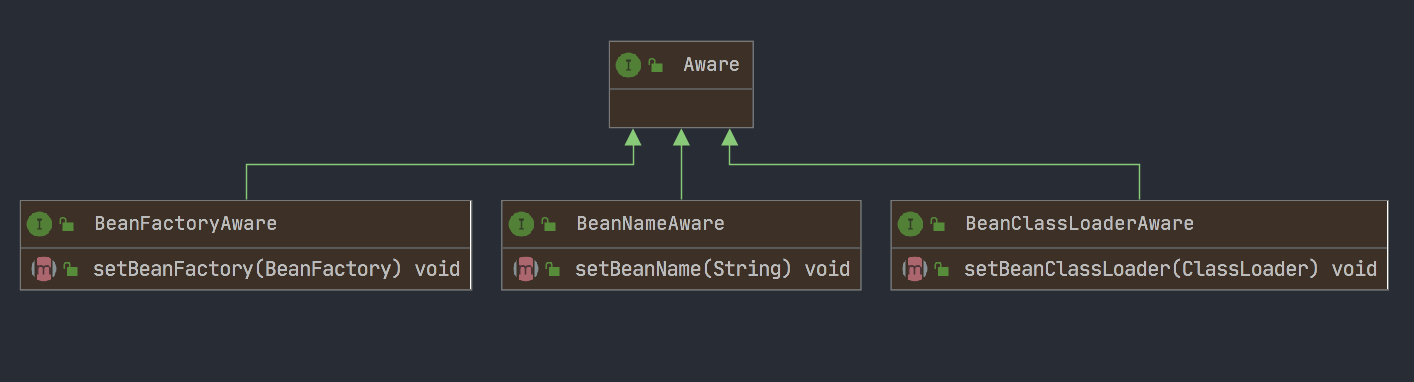 Aware
BeanFactoryAware
setBeanFactory(BeanFactory) void
BeanNameAware
setBeanName(String) void
BeanClassLoaderAware
setBeanClassLoader(ClassLoader) void